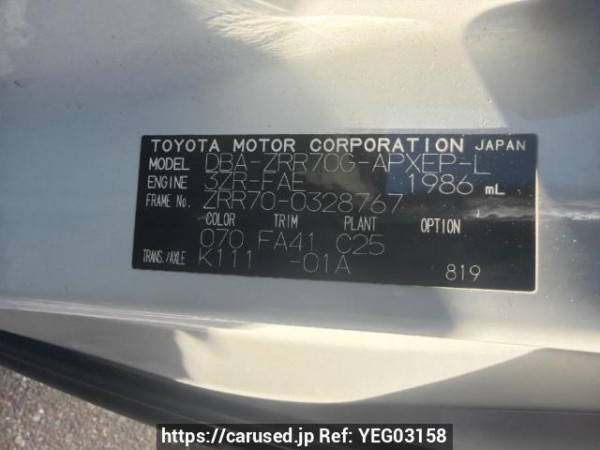 TOYOTA MOTOR CORPORATION JAPAN
MODEL DBA-ZRR70G-APXEP-L
ENGINE 3ZR-FAE 1986 mL
FRAME No. ZRR70-0328767
COLOR TRIM PLANT OPTION
070 FA41 C25
TRANS./AXLE K111 -01A
819
https://carused.jp Ref: YEG03158